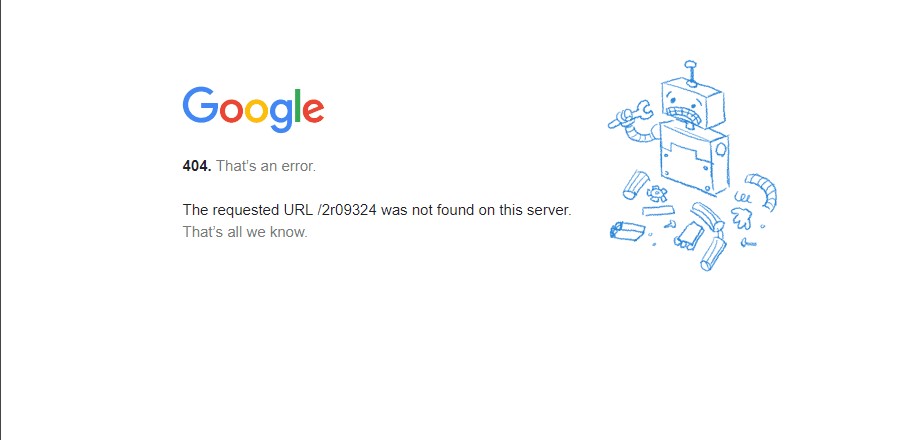 Google
404. That's an error.
The requested URL /2r09324 was not found on this server.
That's all we know.